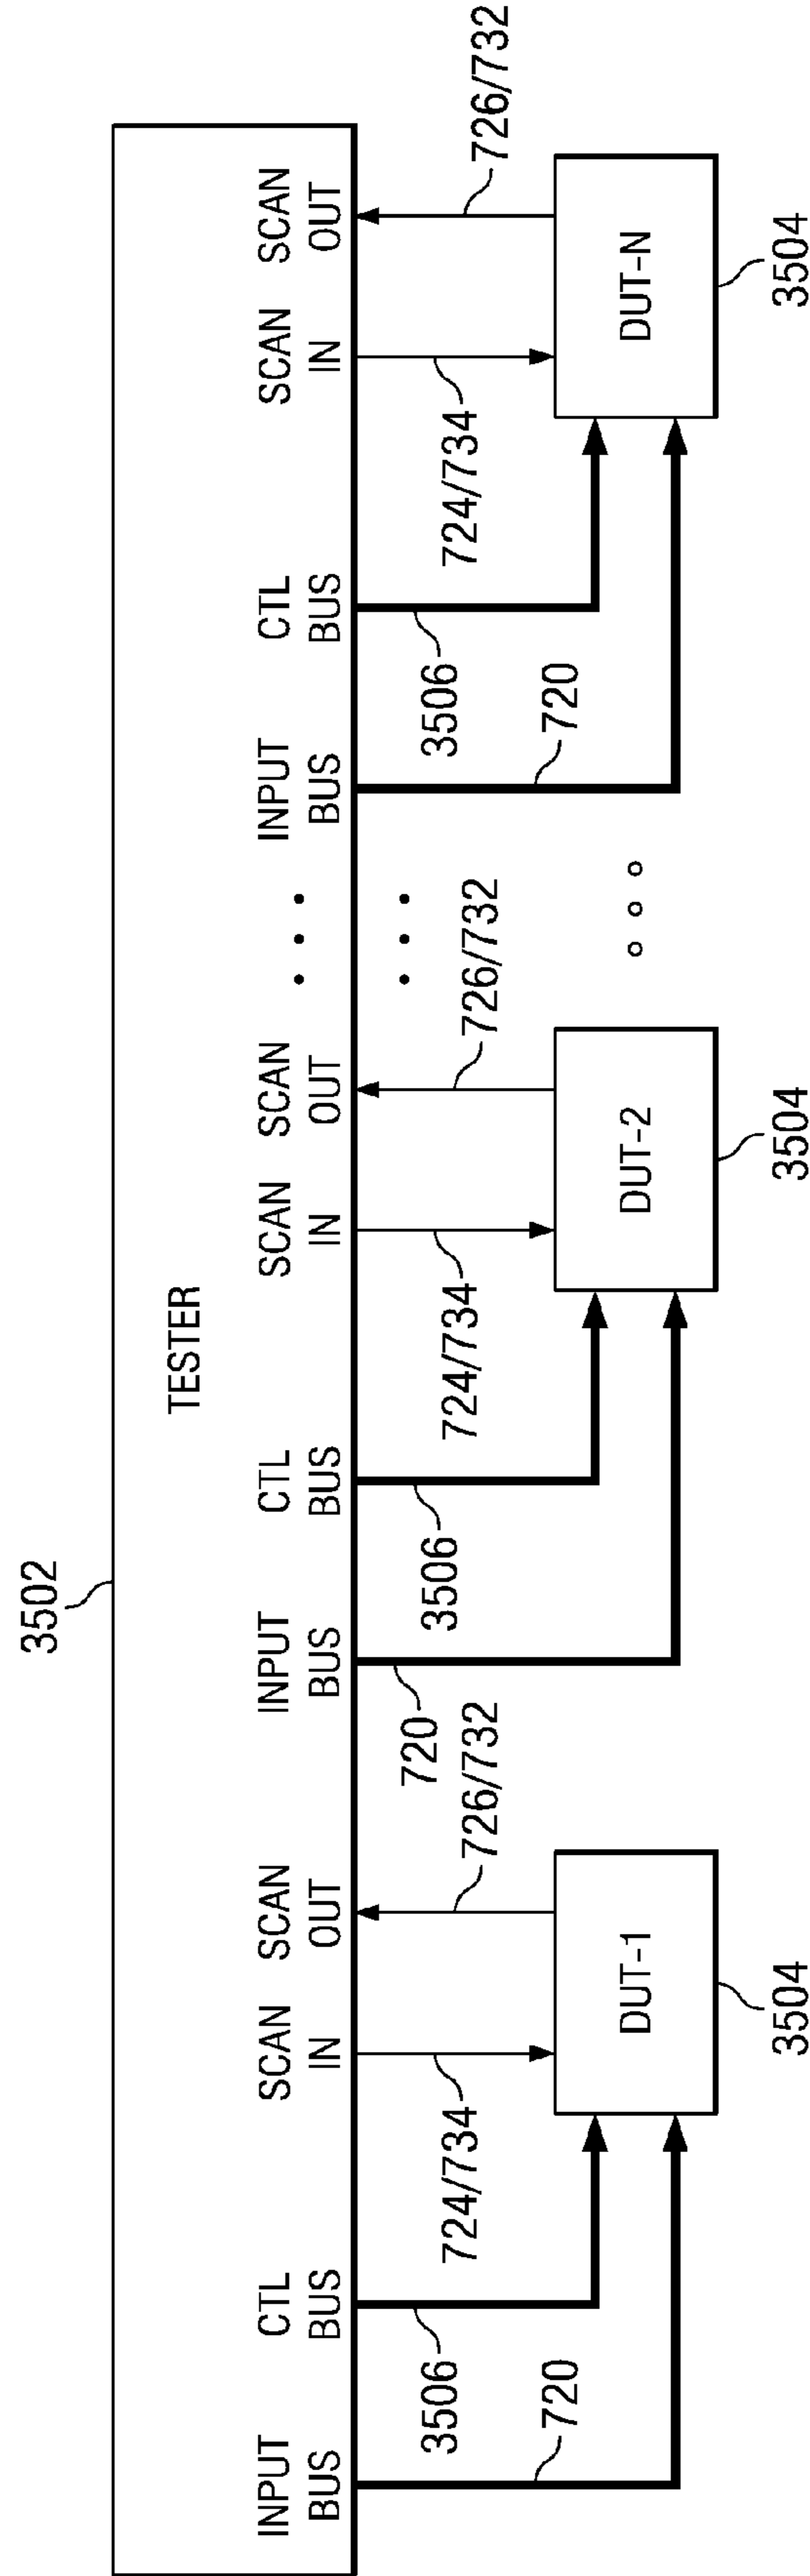 3502
TESTER
INPUT
BUS
CTL
BUS
SCAN
IN
SCAN
OUT
INPUT
BUS
CTL
BUS
SCAN
IN
SCAN
OUT
INPUT
BUS
CTL
BUS
SCAN
IN
SCAN
OUT
720
3506
724/734
726/732
720
3506
724/734
726/732
720
3506
724/734
726/732
DUT-1
DUT-2
DUT-N
3504
3504
3504